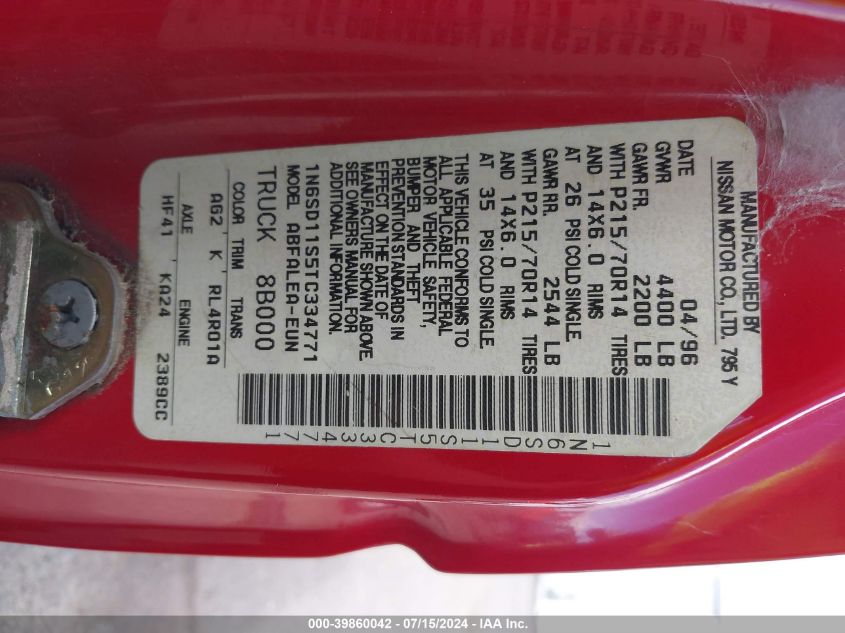 MANUFACTURED BY
NISSAN MOTOR CO., LTD. 795 Y
DATE 04/96
GVWR 4400 LB
GAWR FR. 2200 LB
WITH P215/70R14 TIRES
AND 14X6.0 RIMS
AT 26 PSI COLD SINGLE
GAWR RR. 2544 LB
WITH P215/70R14 TIRES
AND 14X6.0 RIMS
AT 35 PSI COLD SINGLE
THIS VEHICLE CONFORMS TO
ALL APPLICABLE FEDERAL
MOTOR VEHICLE SAFETY,
BUMPER AND THEFT
PREVENTION STANDARDS IN
EFFECT ON THE DATE OF
MANUFACTURE SHOWN ABOVE.
SEE OWNERS MANUAL FOR
ADDITIONAL INFORMATION.
1N6SD11S5TC334771
TRUCK 8B000
MODEL ABFALEA-EUN
COLOR TRIM TRANS
AG2 K RL4R01A
AXLE ENGINE
HF41 KA24 2389CC
1N6SD11S5TC334771
000-39860042 - 07/15/2024 - IAA Inc.